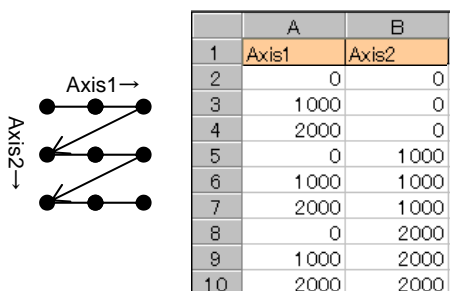 Axis1→
Axis2→
A B
1 Axis1 Axis2
2 0 0
3 1000 0
4 2000 0
5 0 1000
6 1000 1000
7 2000 1000
8 0 2000
9 1000 2000
10 2000 2000